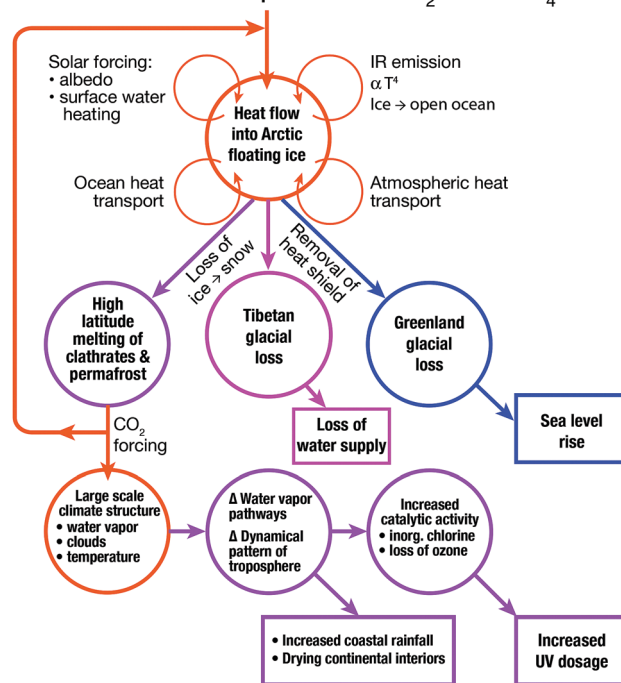 2
4
Solar forcing:
• albedo
• surface water
heating
IR emission
α T⁴
Ice → open ocean
Heat flow
into Arctic
floating ice
Ocean heat
transport
Atmospheric heat
transport
Loss of
ice → snow
Removal of
heat shield
High
latitude
melting of
clathrates &
permafrost
Tibetan
glacial
loss
Greenland
glacial
loss
CO₂
forcing
Loss of
water supply
Sea level
rise
Large scale
climate structure
• water vapor
• clouds
• temperature
Δ Water vapor
pathways
Δ Dynamical
pattern of
troposphere
Increased
catalytic activity
• inorg. chlorine
• loss of ozone
• Increased coastal rainfall
• Drying continental interiors
Increased
UV dosage